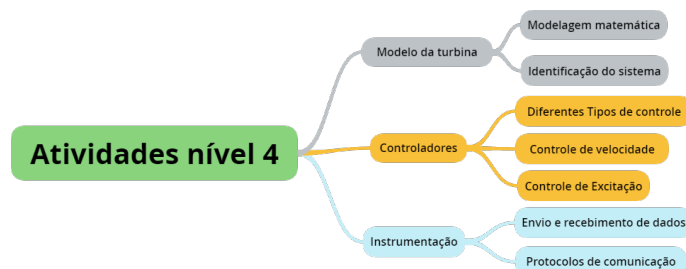 Atividades nível 4
Modelo da turbina
Modelagem matemática
Identificação do sistema
Controladores
Diferentes Tipos de controle
Controle de velocidade
Controle de Excitação
Instrumentação
Envio e recebimento de dados
Protocolos de comunicação